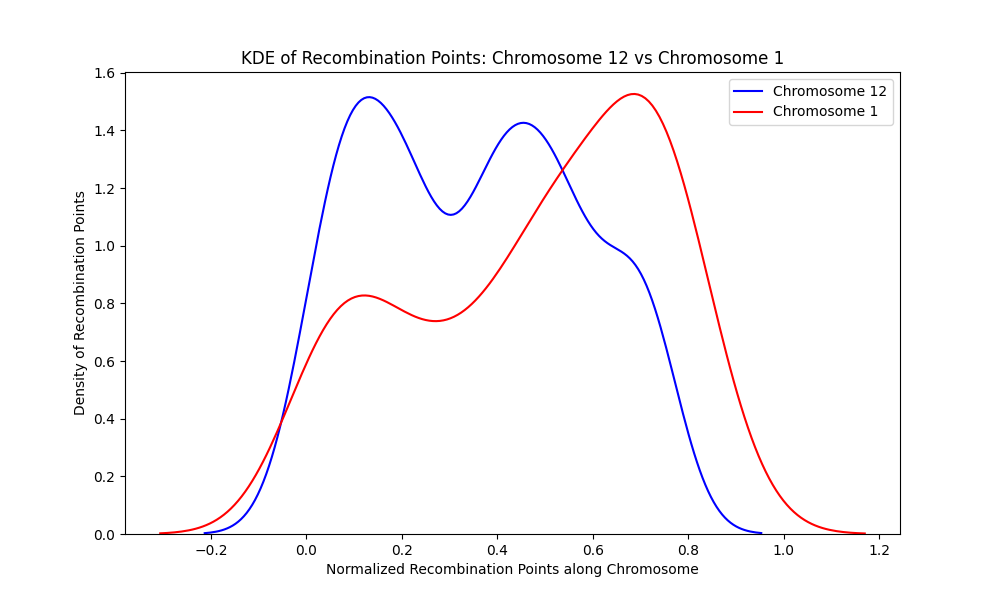 KDE of Recombination Points: Chromosome 12 vs Chromosome 1
Chromosome 12
Chromosome 1
Density of Recombination Points
1.6
1.4
1.2
1.0
0.8
0.6
0.4
0.2
0.0
−0.2 0.0 0.2 0.4 0.6 0.8 1.0 1.2
Normalized Recombination Points along Chromosome